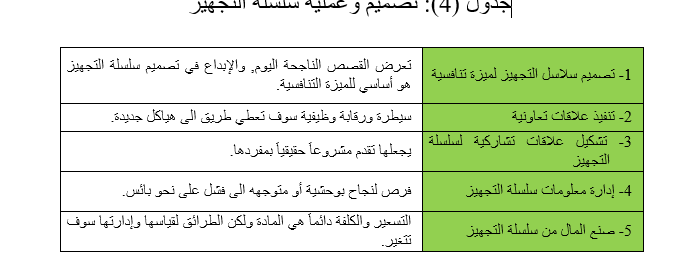 جدول (4): تصميم وعملية سلسلة التجهيز
1- تصميم سلاسل التجهيز لميزة تنافسية
تعرض القصص الناجحة اليوم, والإبداع في تصميم سلسلة التجهيز
هو أساسي للميزة التنافسية.
2- تنفيذ علاقات تعاونية
سيطرة ورقابة وظيفية سوف تعطي طريق الى هياكل جديدة.
3- تشكيل علاقات تشاركية لسلسلة
التجهيز
يجعلها تقدم مشروعاً حقيقياً بمفردها.
4- إدارة معلومات سلسلة التجهيز
فرص لنجاح بوحشية أو متوجهه الى فشل على نحو بائس.
5- صنع المال من سلسلة التجهيز
التسعير والكلفة دائماً هي المادة ولكن الطرائق لقياسها وإدارتها سوف
تتغير.